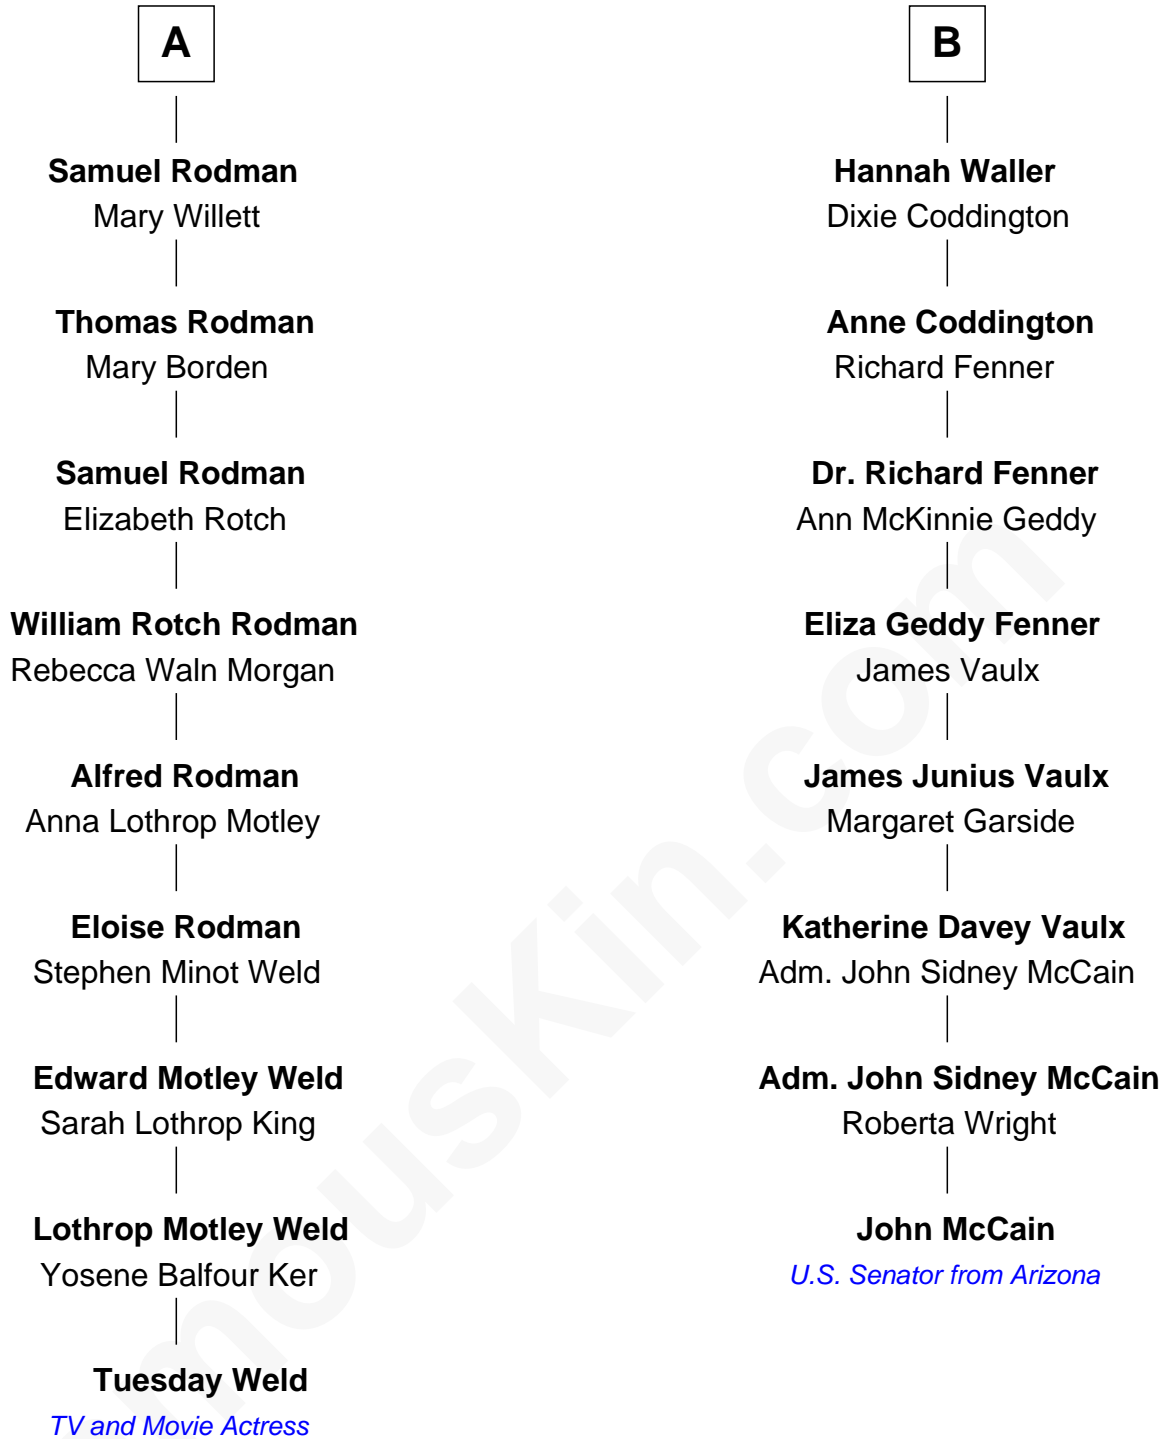 A
Samuel Rodman
Mary Willett
Thomas Rodman
Mary Borden
Samuel Rodman
Elizabeth Rotch
William Rotch Rodman
Rebecca Waln Morgan
Alfred Rodman
Anna Lothrop Motley
Eloise Rodman
Stephen Minot Weld
Edward Motley Weld
Sarah Lothrop King
Lothrop Motley Weld
Yosene Balfour Ker
Tuesday Weld
TV and Movie Actress
B
Hannah Waller
Dixie Coddington
Anne Coddington
Richard Fenner
Dr. Richard Fenner
Ann McKinnie Geddy
Eliza Geddy Fenner
James Vaulx
James Junius Vaulx
Margaret Garside
Katherine Davey Vaulx
Adm. John Sidney McCain
Adm. John Sidney McCain
Roberta Wright
John McCain
U.S. Senator from Arizona
mousKin.com